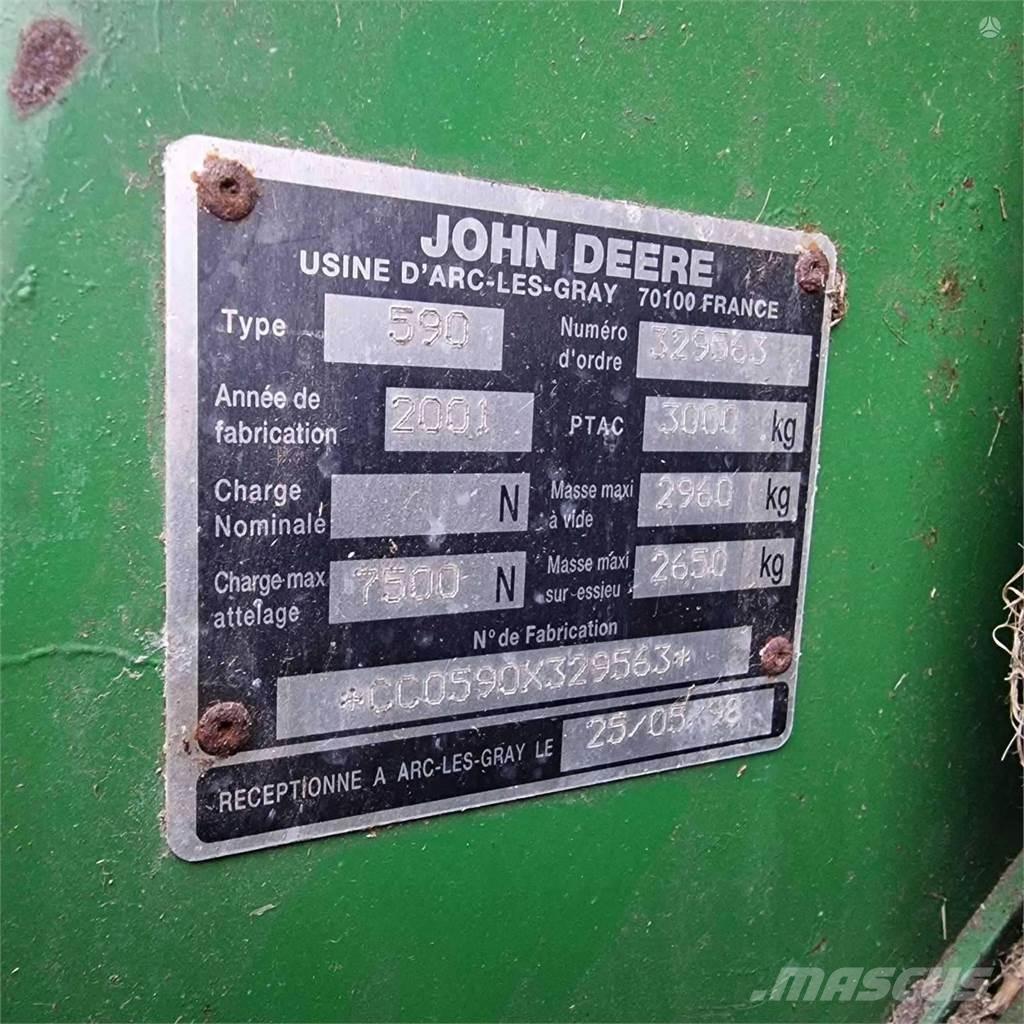 JOHN DEERE
USINE D'ARC-LES-GRAY 70100 FRANCE
Type 590
Numéro d'ordre 329563
Année de fabrication 2001
PTAC 3000 kg
Charge Nominale N
Masse maxi à vide 2960 kg
Charge max attelage 7500 N
Masse maxi sur essieu 2650 kg
N° de Fabrication
*CC0590X329563*
RECEPTIONNE A ARC-LES-GRAY LE 25/05/98
MASCUS